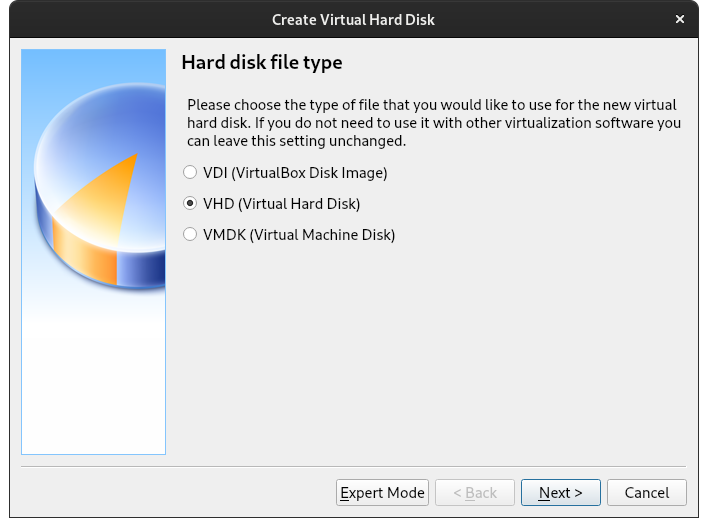 Create Virtual Hard Disk
Hard disk file type
Please choose the type of file that you would like to use for the new virtual
hard disk. If you do not need to use it with other virtualization software you
can leave this setting unchanged.
VDI (VirtualBox Disk Image)
VHD (Virtual Hard Disk)
VMDK (Virtual Machine Disk)
Expert Mode
< Back
Next >
Cancel